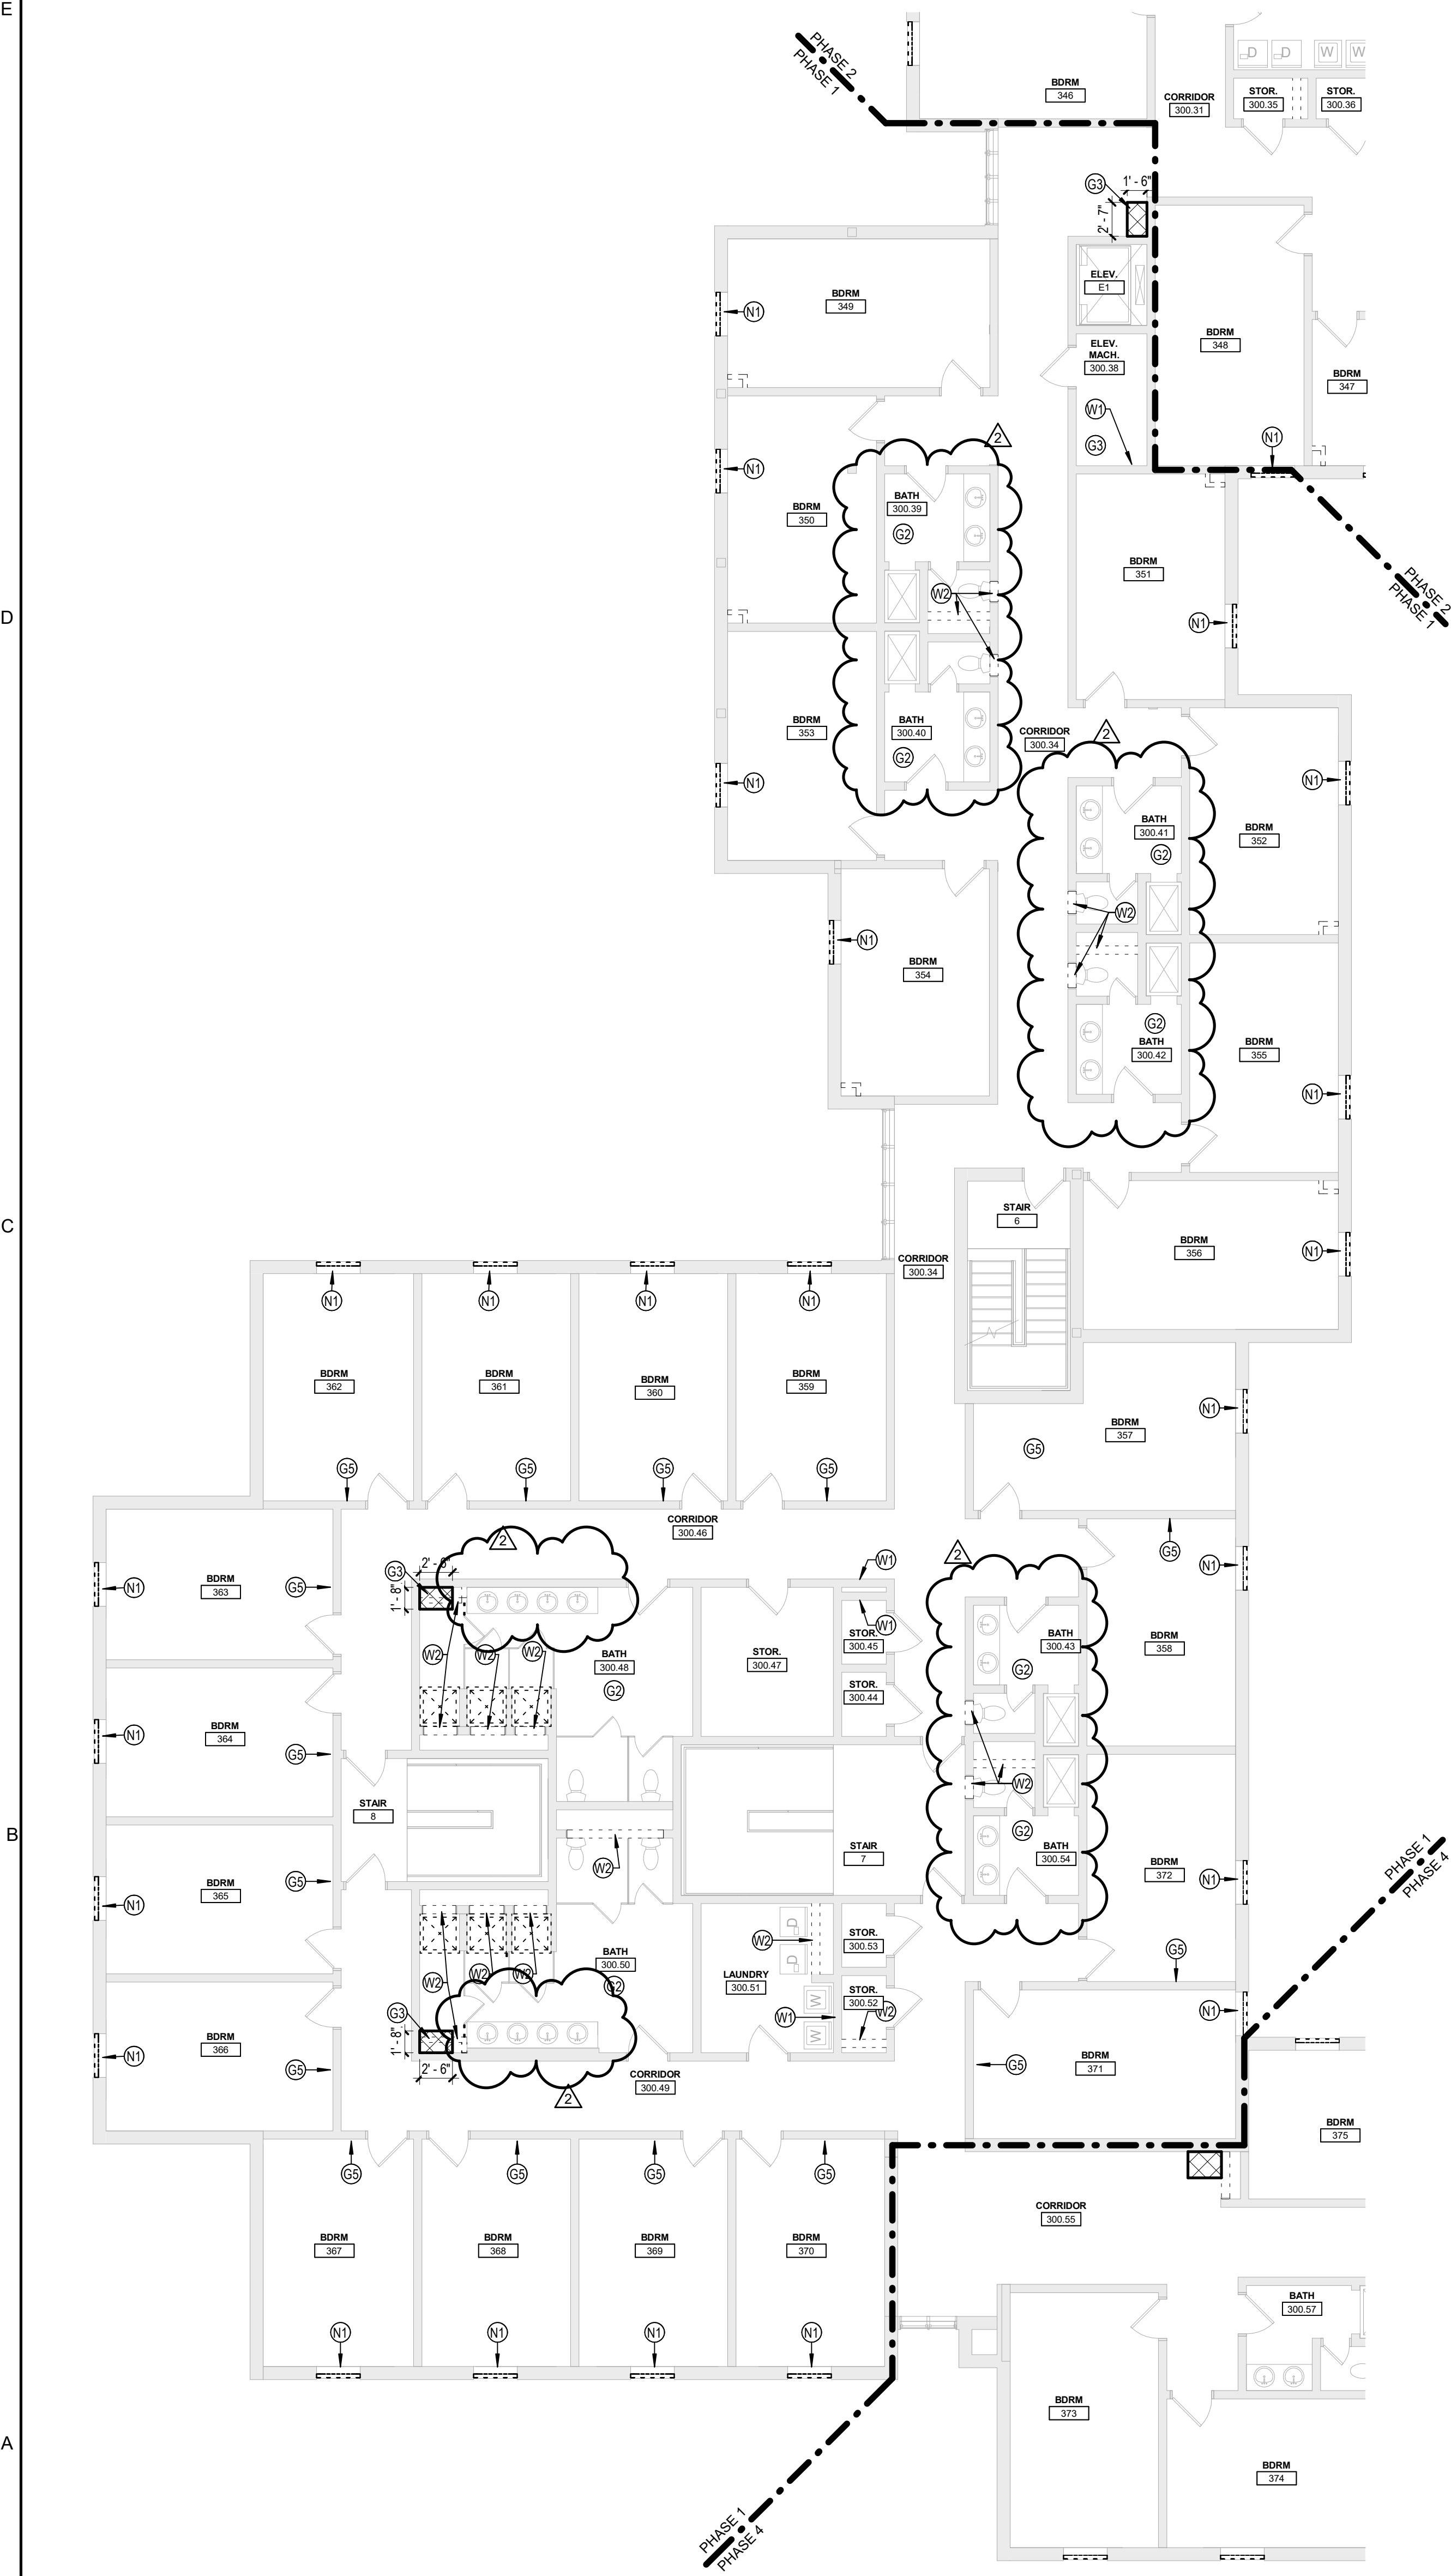 E
PHASE 2
PHASE 1
BDRM
346
CORRIDOR
300.31
D
D
W
W
STOR.
300.35
STOR.
300.36
G3
1' - 6"
2' - 7"
ELEV.
E1
BDRM
349
N1
ELEV.
MACH.
300.38
BDRM
348
BDRM
347
W1
G3
N1
2
N1
BDRM
350
BATH
300.39
G2
BDRM
351
PHASE 2
PHASE 1
D
W2
N1
BDRM
353
BATH
300.40
G2
CORRIDOR
300.34
2
N1
N1
BATH
300.41
G2
BDRM
352
W2
N1
BDRM
354
G2
BATH
300.42
BDRM
355
N1
C
STAIR
6
BDRM
356
N1
CORRIDOR
300.34
N1
N1
N1
N1
BDRM
362
BDRM
361
BDRM
360
BDRM
359
BDRM
357
N1
G5
G5
G5
G5
G5
CORRIDOR
300.46
2
2
G5
N1
2' - 6"
G3
1' - 8"
W1
BDRM
363
N1
G5
W1
STOR.
300.45
BATH
300.43
G2
BDRM
358
W2
W2
W2
BATH
300.48
G2
STOR.
300.47
STOR.
300.44
BDRM
364
N1
G5
W2
STAIR
8
B
W2
STAIR
7
G2
BATH
300.54
BDRM
372
N1
PHASE 1
PHASE 4
BDRM
365
N1
G5
W2
STOR.
300.53
D
D
G5
BATH
300.50
G2
W2
W2
W2
LAUNDRY
300.51
W1
W
W
STOR.
300.52
W2
N1
G3
1' - 8"
2' - 6"
BDRM
366
N1
G5
2
CORRIDOR
300.49
G5
BDRM
371
BDRM
375
G5
G5
G5
G5
BDRM
367
BDRM
368
BDRM
369
BDRM
370
CORRIDOR
300.55
N1
N1
N1
N1
BATH
300.57
BDRM
373
A
BDRM
374
PHASE 1
PHASE 4